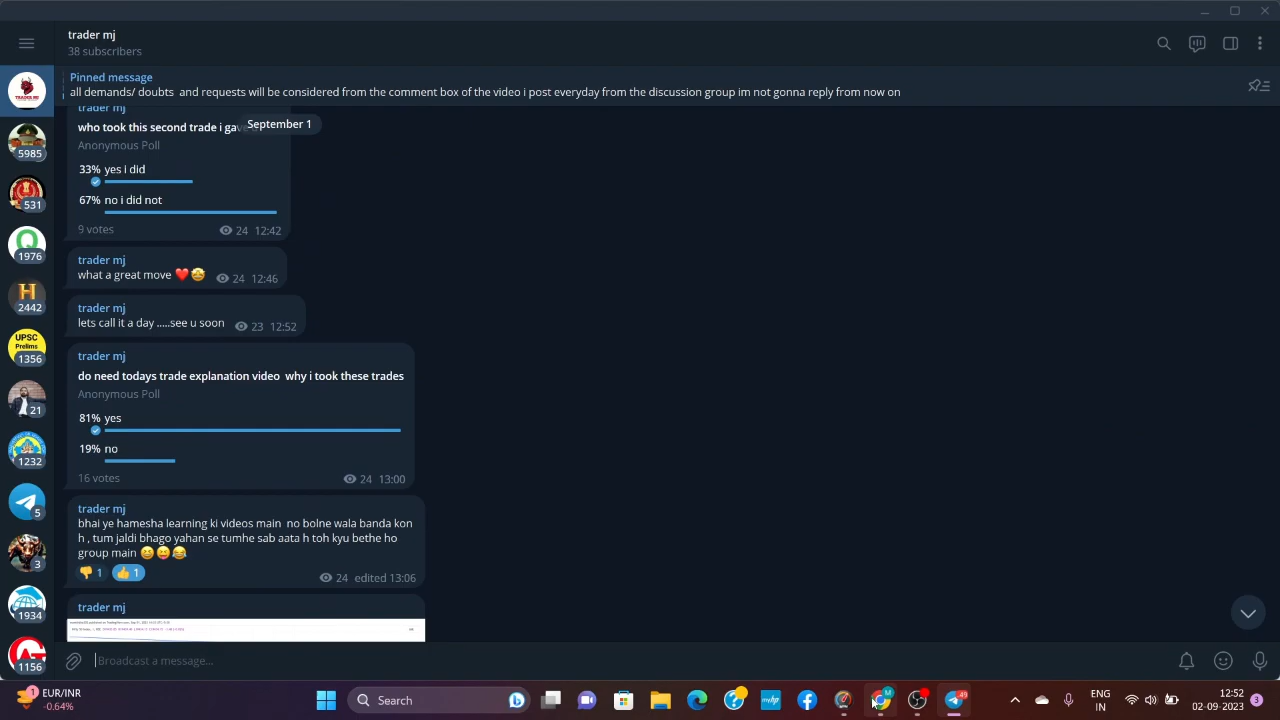 trader mj
38 subscribers
Pinned message
all demands/ doubts and requests will be considered from the comment box of the video i post everyday from the discussion group im not gonna reply from now on
TRADER MJ
5985
531
1976
2442
UPSC
Prelims
1356
21
1232
5
3
1934
1156
trader mj
who took this second trade i gav
September 1
Anonymous Poll
33% yes i did
67% no i did not
9 votes 24 12:42
trader mj
what a great move ❤️🤩 24 12:46
trader mj
lets call it a day .....see u soon 23 12:52
trader mj
do need todays trade explanation video why i took these trades
Anonymous Poll
81% yes
19% no
16 votes 24 13:00
trader mj
bhai ye hamesha learning ki videos main no bolne wala banda kon
h , tum jaldi bhago yahan se tumhe sab aata h toh kyu bethe ho
group main 😆😝😂
👎 1 👍 1 24 edited 13:06
trader mj
Broadcast a message...
1
EUR/INR
-0.64%
Search
49
ENG
IN
12:52
02-09-2023
3